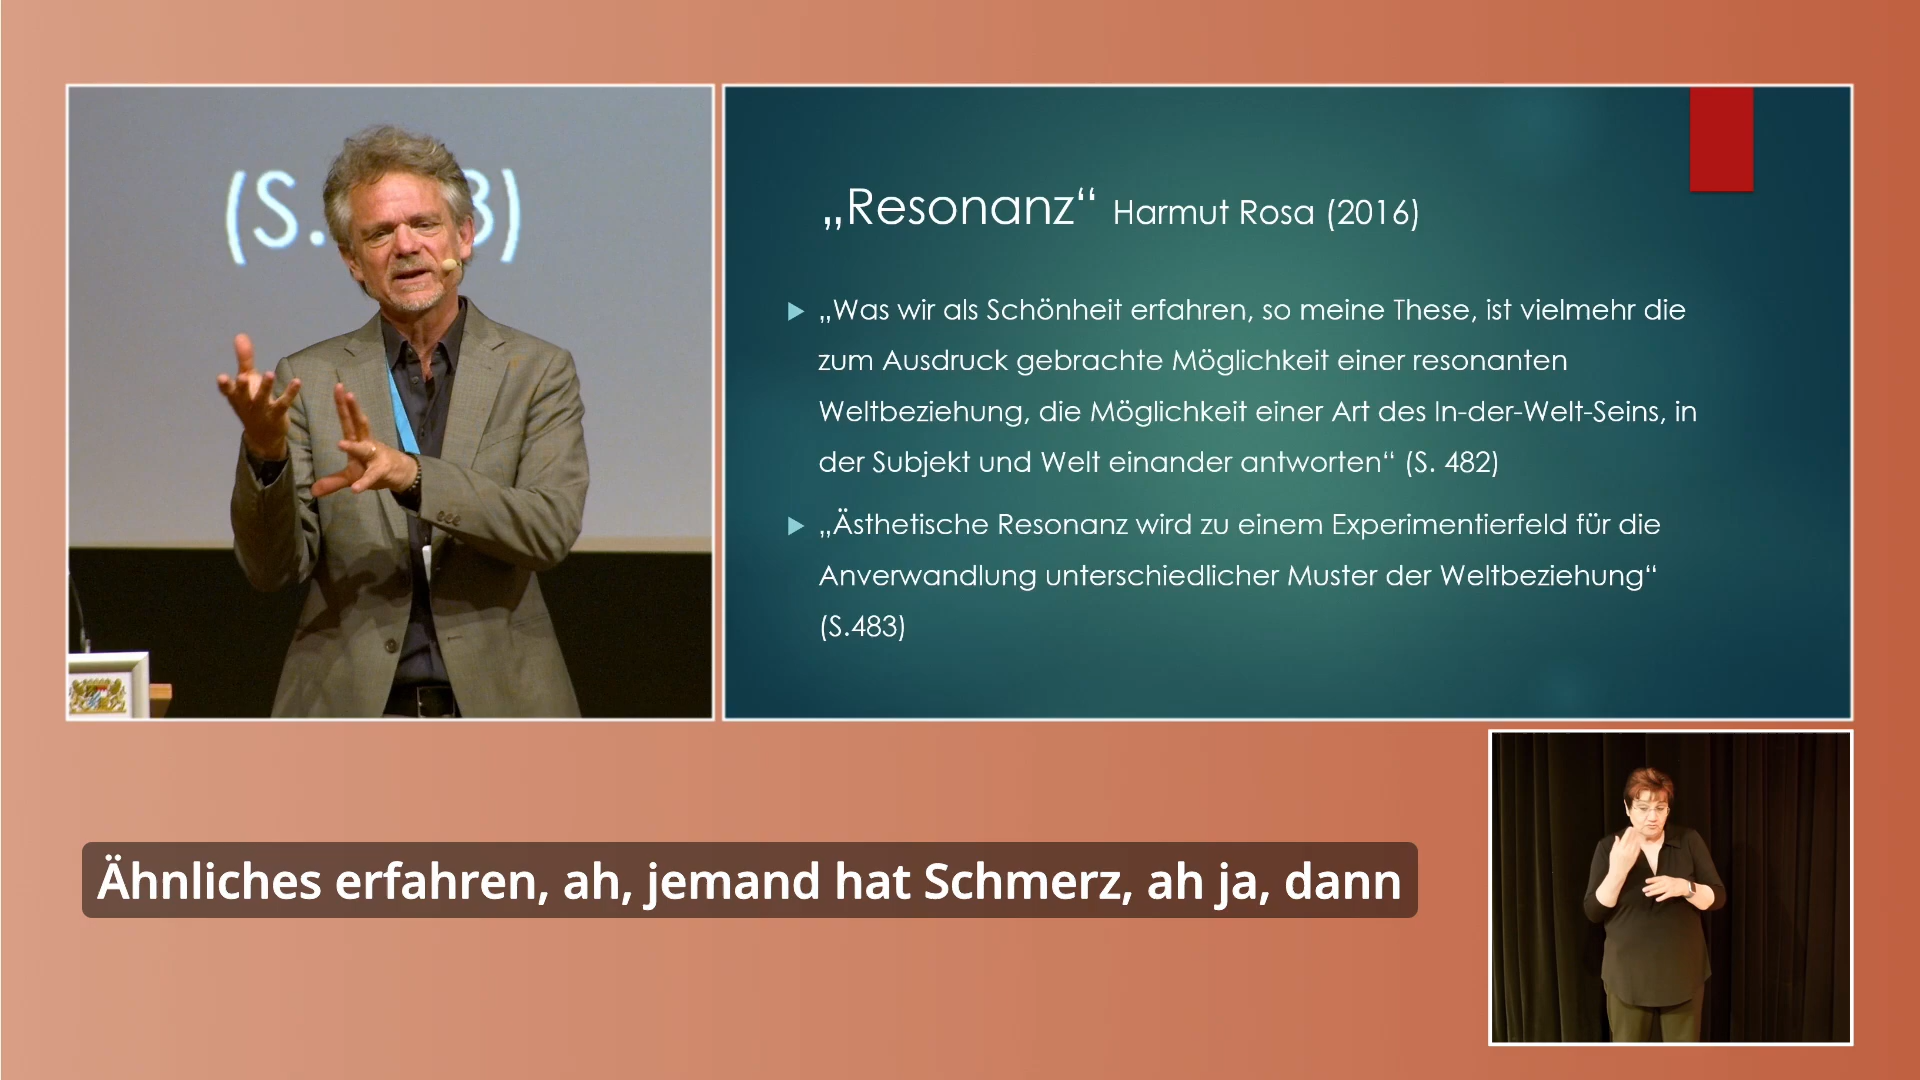 (S. 3)
„Resonanz“ Harmut Rosa (2016)
„Was wir als Schönheit erfahren, so meine These, ist vielmehr die
zum Ausdruck gebrachte Möglichkeit einer resonanten
Weltbeziehung, die Möglichkeit einer Art des In-der-Welt-Seins, in
der Subjekt und Welt einander antworten“ (S. 482)
„Ästhetische Resonanz wird zu einem Experimentierfeld für die
Anverwandlung unterschiedlicher Muster der Weltbeziehung“
(S.483)
Ähnliches erfahren, ah, jemand hat Schmerz, ah ja, dann